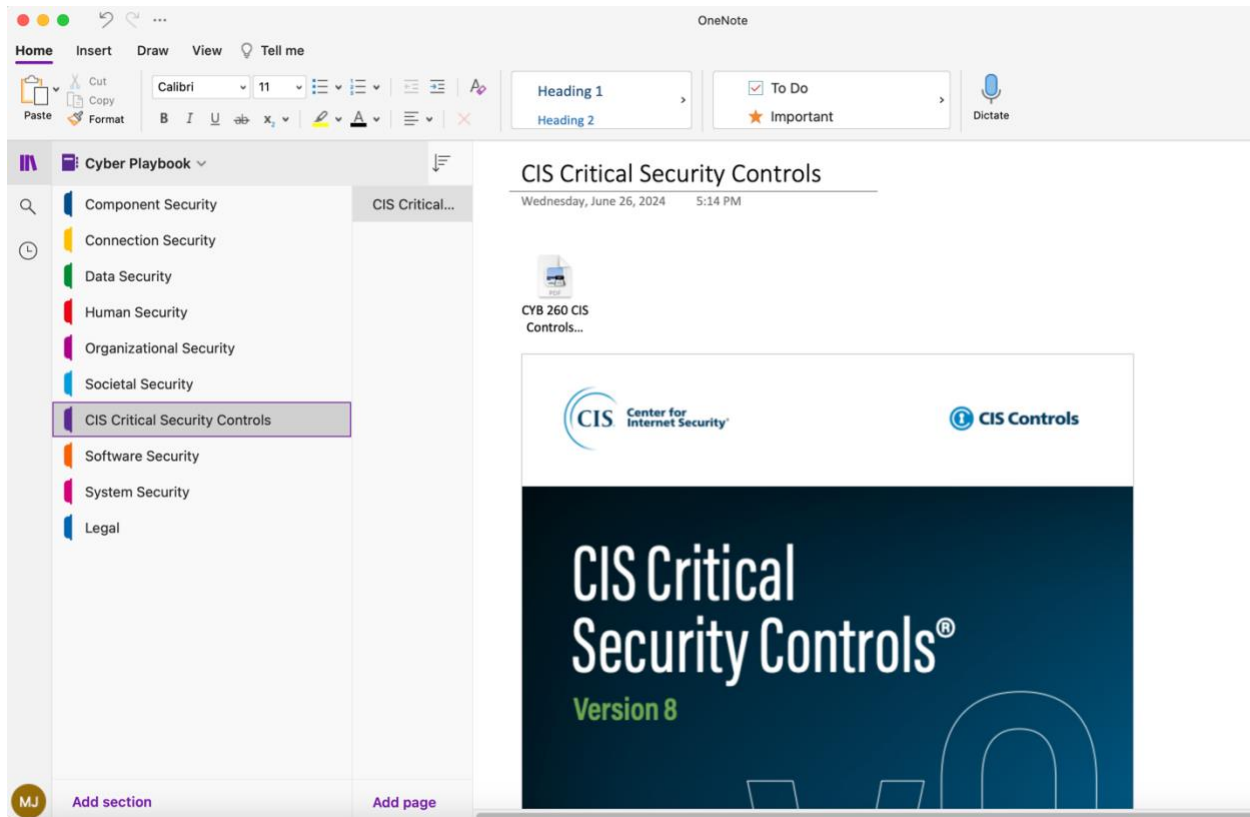 OneNote
Home Insert Draw View Tell me
Paste
Cut
Copy
Format
Calibri 11
B I U ab x₂ A
Heading 1
Heading 2
To Do
Important
Dictate
Cyber Playbook
Component Security
Connection Security
Data Security
Human Security
Organizational Security
Societal Security
CIS Critical Security Controls
Software Security
System Security
Legal
Add section
MJ
CIS Critical...
Add page
CIS Critical Security Controls
Wednesday, June 26, 2024 5:14 PM
PDF
CYB 260 CIS
Controls...
CIS Center for
Internet Security®
CIS Controls
CIS Critical
Security Controls®
Version 8